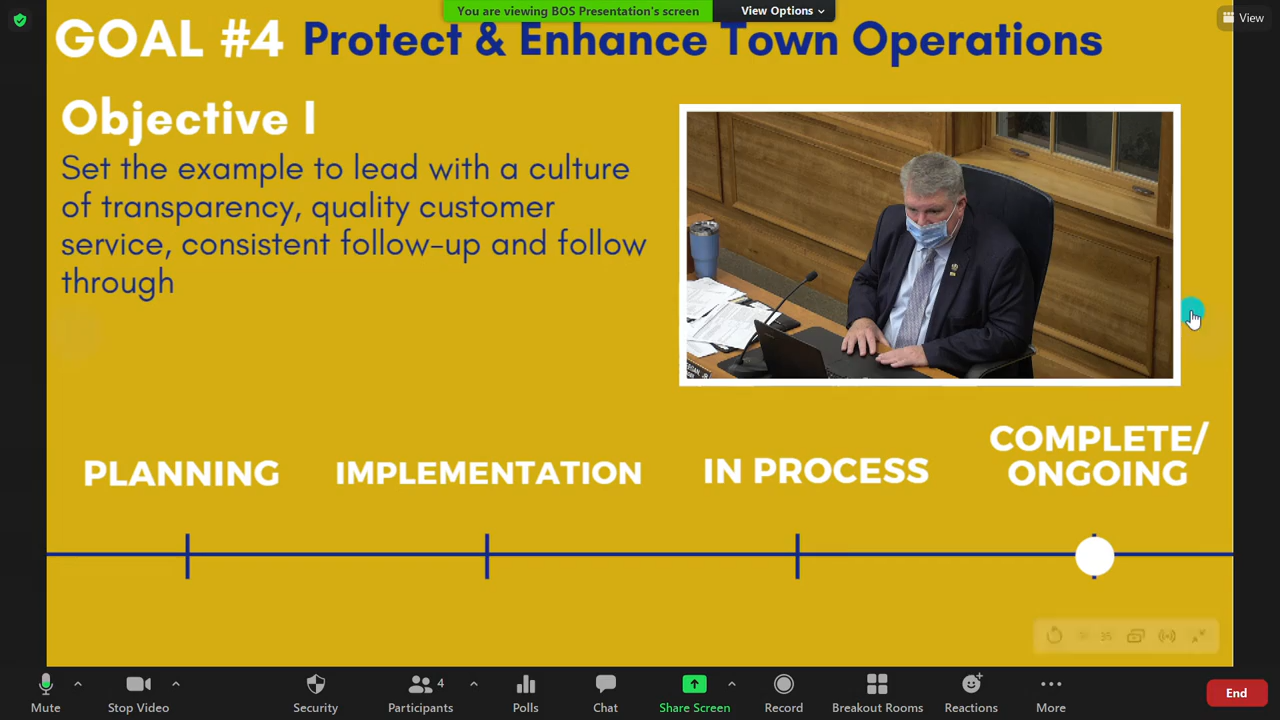 You are viewing BOS Presentation's screen
View Options
View
GOAL #4 Protect & Enhance Town Operations
Objective I
Set the example to lead with a culture
of transparency, quality customer
service, consistent follow-up and follow
through
PLANNING
IMPLEMENTATION
IN PROCESS
COMPLETE/
ONGOING
Mute
Stop Video
Security
Participants
4
Polls
Chat
Share Screen
Record
Breakout Rooms
Reactions
More
End